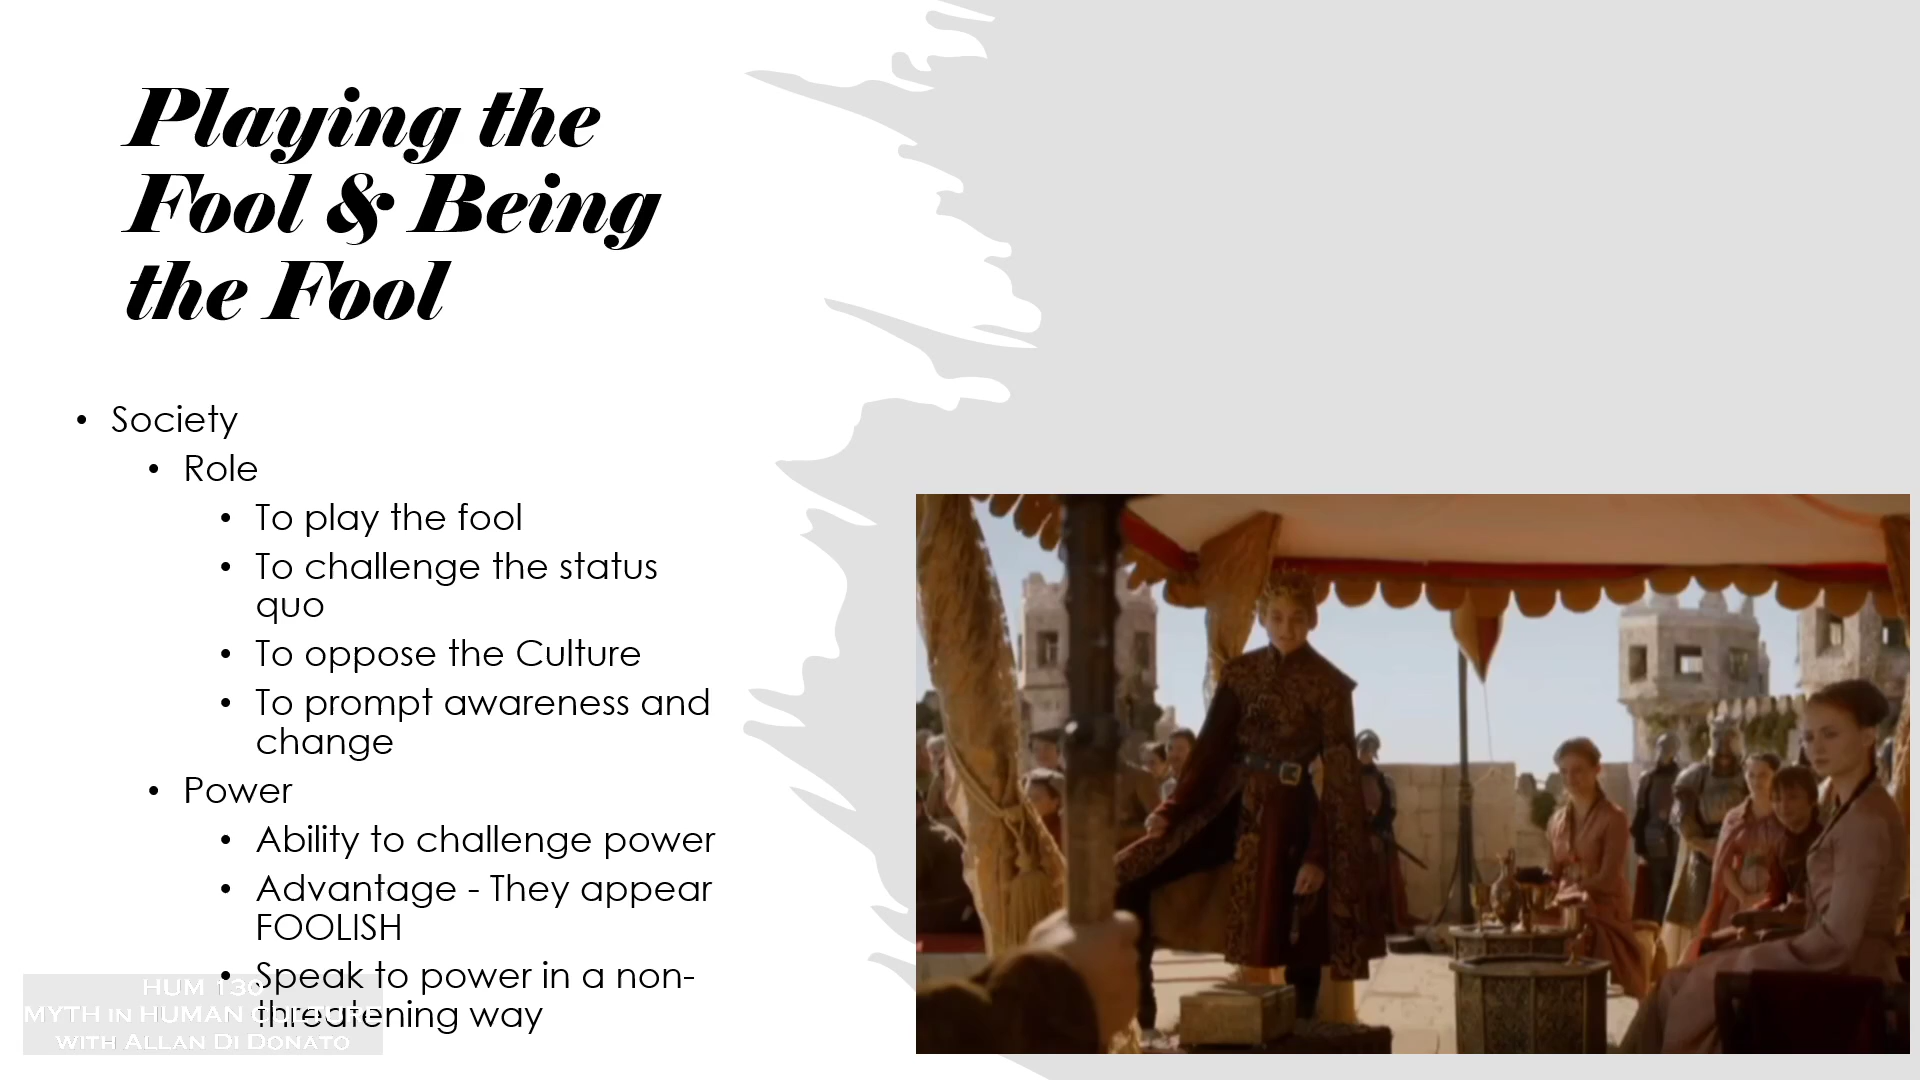 Playing the
Fool & Being
the Fool
• Society
• Role
• To play the fool
• To challenge the status
quo
• To oppose the Culture
• To prompt awareness and
change
• Power
• Ability to challenge power
• Advantage - They appear
FOOLISH
• Speak to power in a non-
threatening way
HUM 130
MYTH IN HUMAN CULTURE
WITH ALLAN DI DONATO